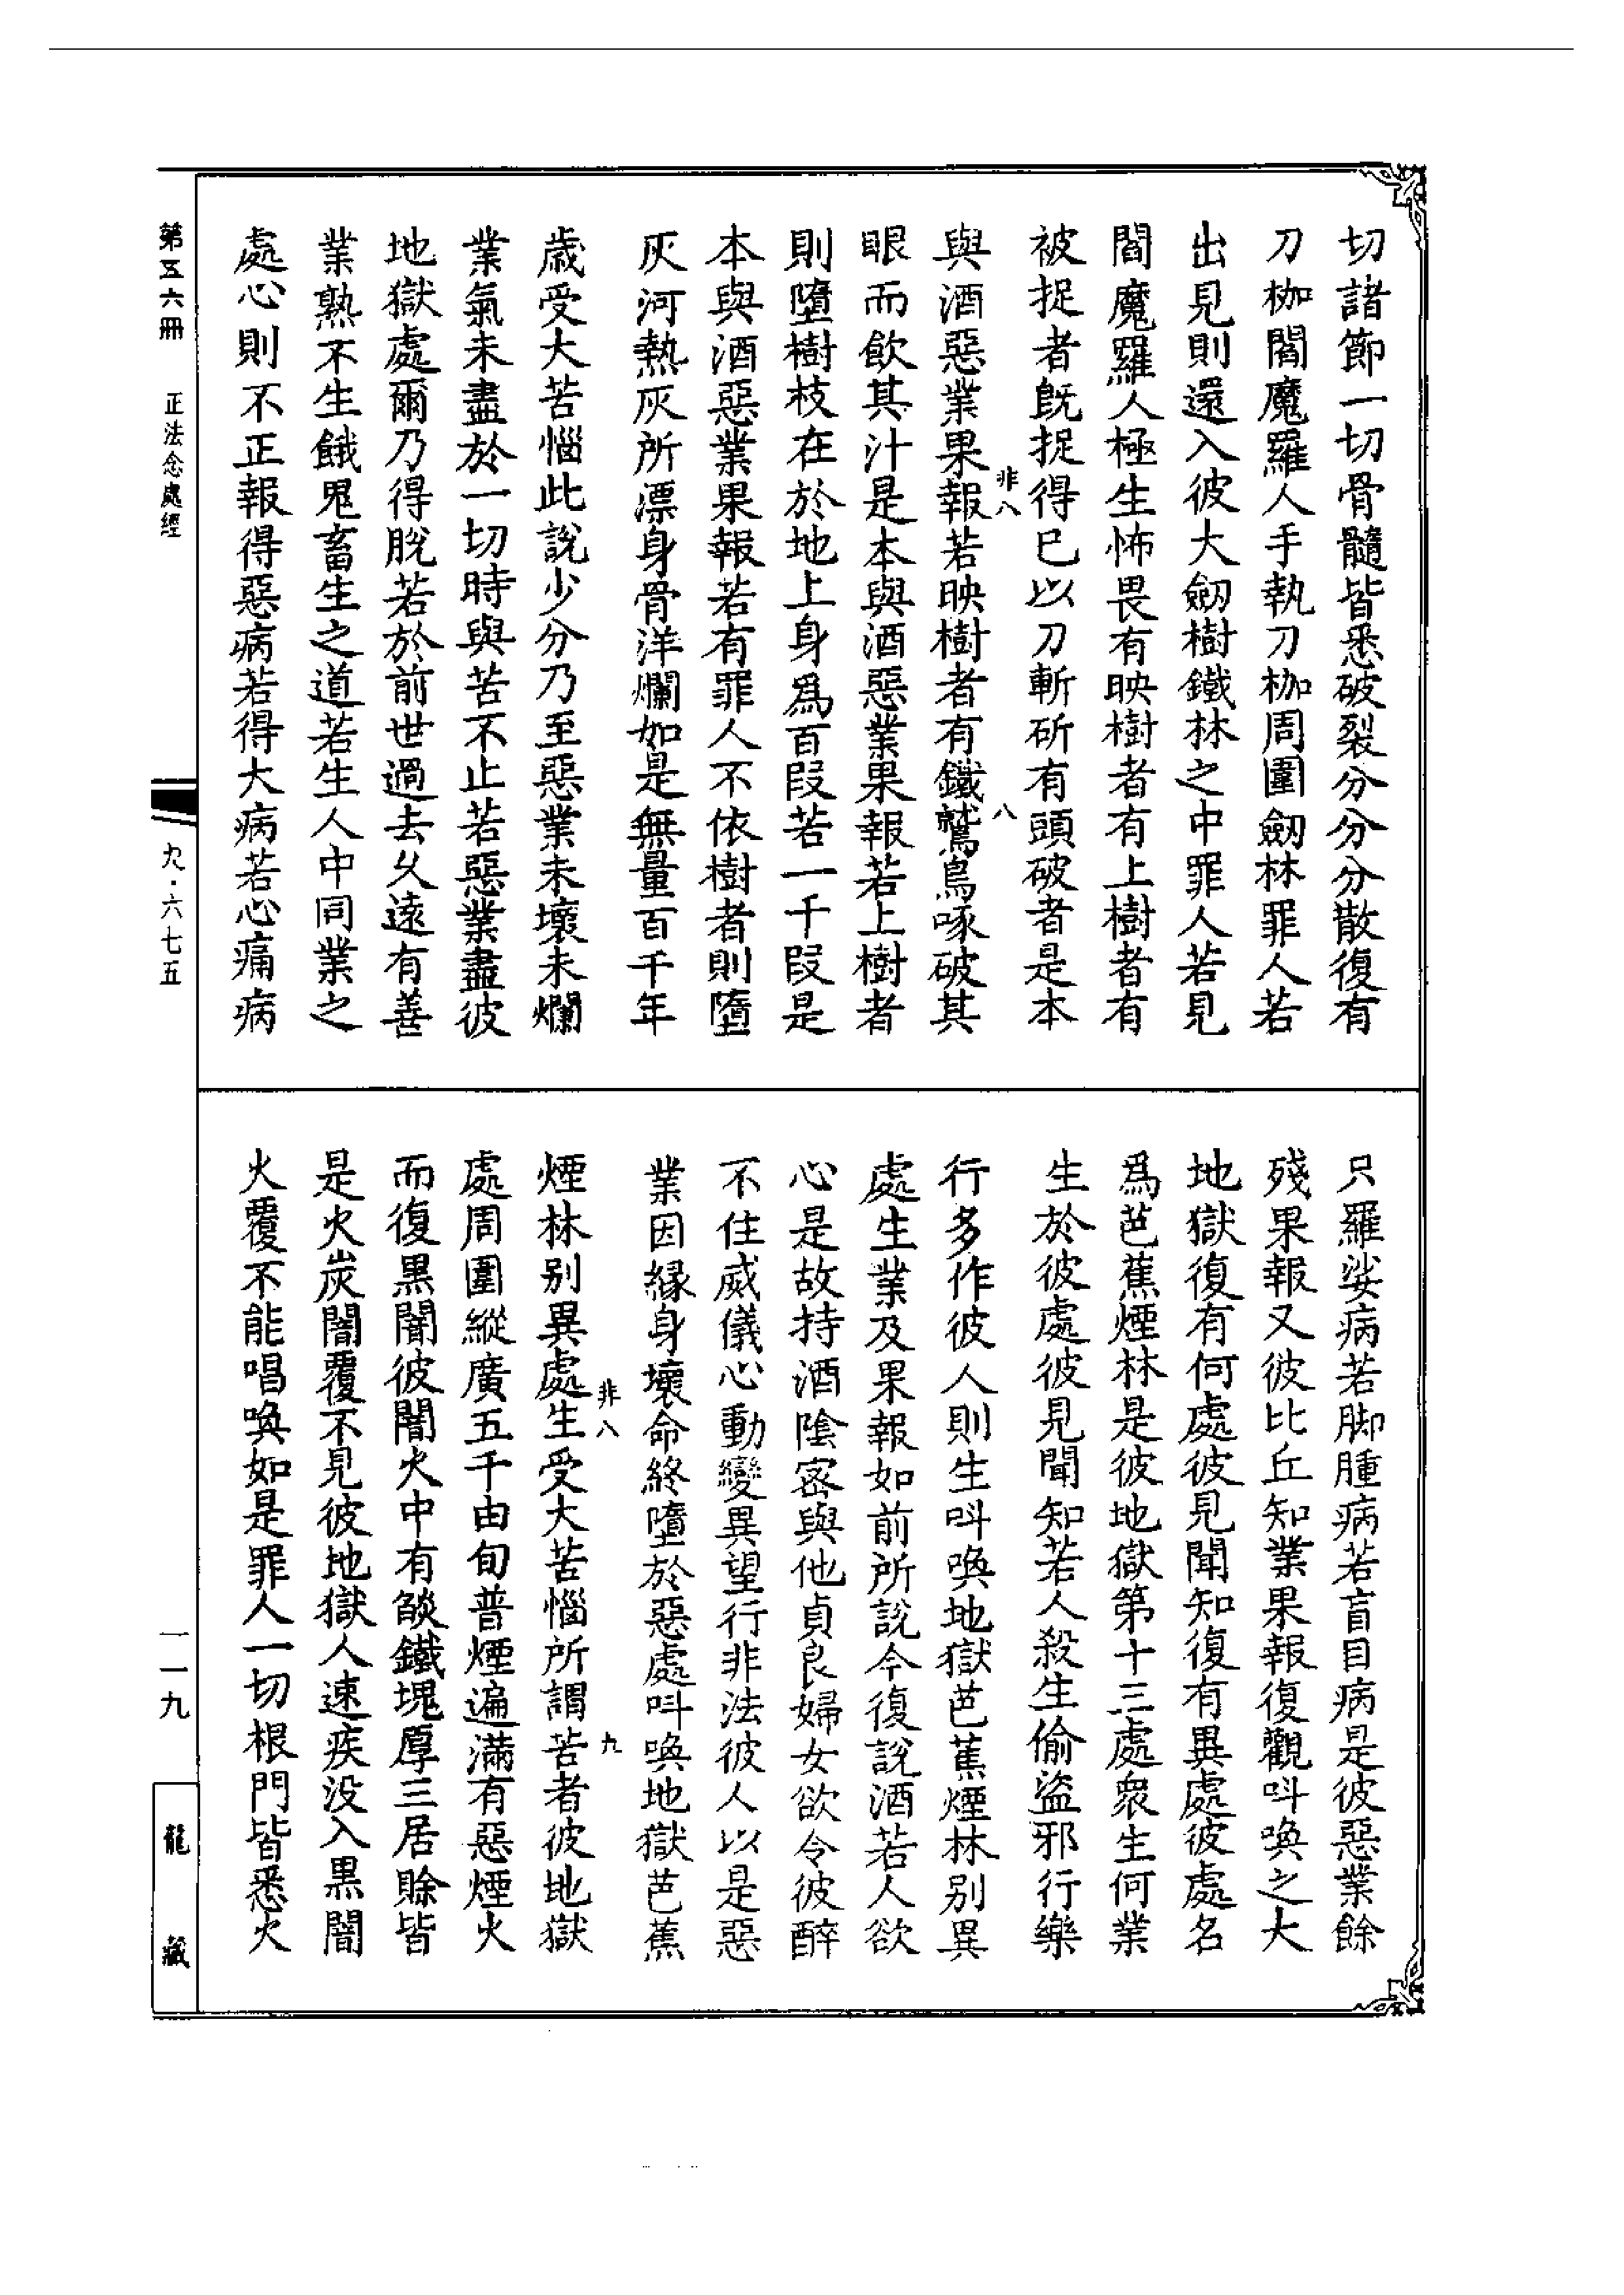 切諸節一切骨髓皆悉破裂分分分散復有
刀枷閻魔羅人手執刀枷周圍劒林罪人若
出見則還入彼大劒樹鐵林之中罪人若見
閻魔羅人極生怖畏有映樹者有上樹者有
被捉者旣捉得已以刀斬斫有頭破者是本
非八
八
與酒惡業果報若映樹者有鐵鷲鳥啄破其
眼而飲其汁是本與酒惡業果報若上樹者
則墮樹枝在於地上身爲百段若一千段是
本與酒惡業果報若有罪人不依樹者則墮
灰河熱灰所漂身骨洋爛如是無量百千年
歳受大苦惱此說少分乃至惡業未壞未爛
業氣未盡於一切時與苦不止若惡業盡彼
地獄處爾乃得脫若於前世過去久遠有善
業熟不生餓鬼畜生之道若生人中同業之
處心則不正報得惡病若得大病若心痛病
只羅娑病若脚腫病若盲目病是彼惡業餘
殘果報又彼比丘知業果報復觀叫喚之大
地獄復有何處彼見聞知復有異處彼處名
爲芭蕉煙林是彼地獄第十三處衆生何業
生於彼處彼見聞知若人殺生偷盜邪行樂
行多作彼人則生叫喚地獄芭蕉煙林別異
處生業及果報如前所說今復說酒若人欲
心是故持酒陰密與他貞良婦女欲令彼醉
不住威儀心動變異望行非法彼人以是惡
業因緣身壞命終墮於惡處叫喚地獄芭蕉
非八
九
煙林別異處生受大苦惱所謂苦者彼地獄
處周圍縱廣五千由旬普煙遍滿有惡煙火
而復黑闇彼闇火中有燄鐵塊厚三居賖皆
是火炭闇覆不見彼地獄人速疾没入黑闇
火覆不能唱喚如是罪人一切根門皆悉火
第五六冊
正法念處經
九·六七五
一一九
龍藏